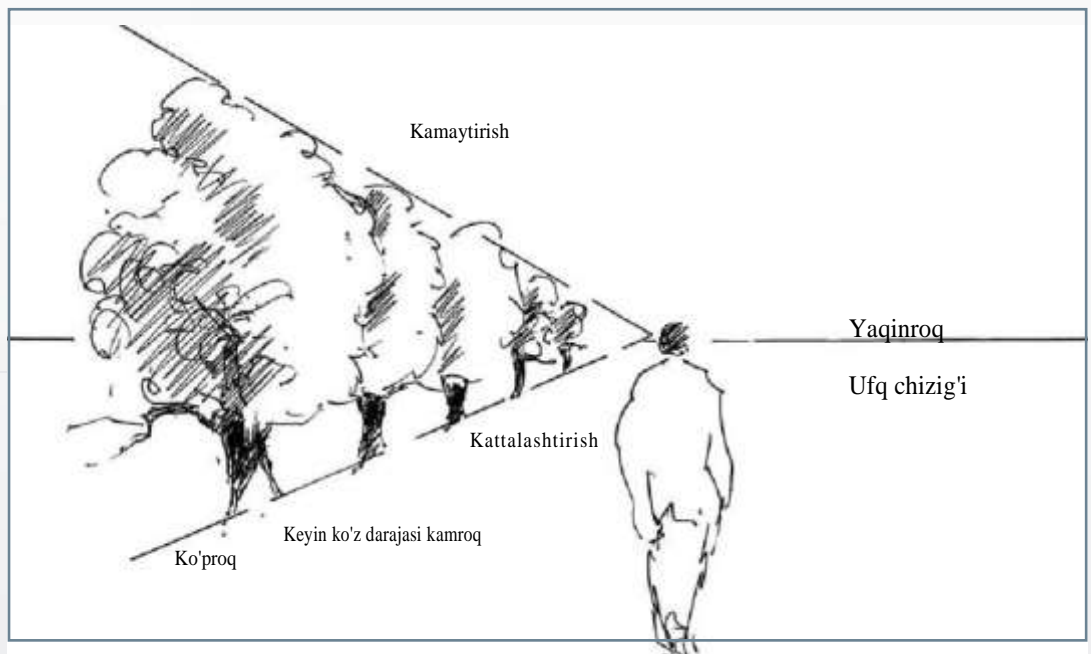 Kamaytirish
Yaqinroq
Ufq chizig'i
Kattalashtirish
Keyin ko'z darajasi kamroq
Ko'proq